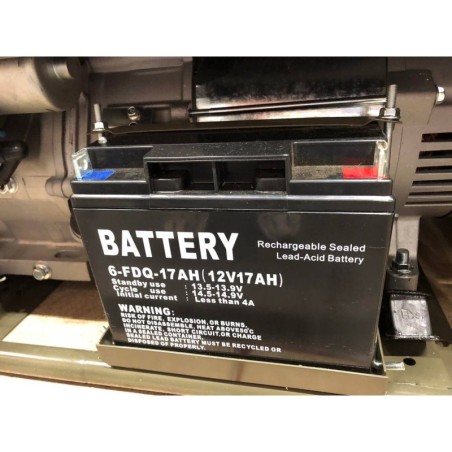 BATTERY
Rechargeable Sealed
Lead-Acid Battery
6-FDQ-17AH(12V17AH)
Standby use : 13.5-13.9V
Cycle use : 14.5-14.9V
Initial current : Less than 4A
WARNING:
RISK OF FIRE, EXPLOSION, OR BURNS.
DO NOT DISASSEMBLE, HEAT ABOVE50°C
INCINERATE, SHORT CIRCUIT.OR CHARGE
IN A SEALED CONTAINER.
SEALED LEAD BATTERY MUST BE RECYCLED OR
DISPOSES OF PROPERLY.